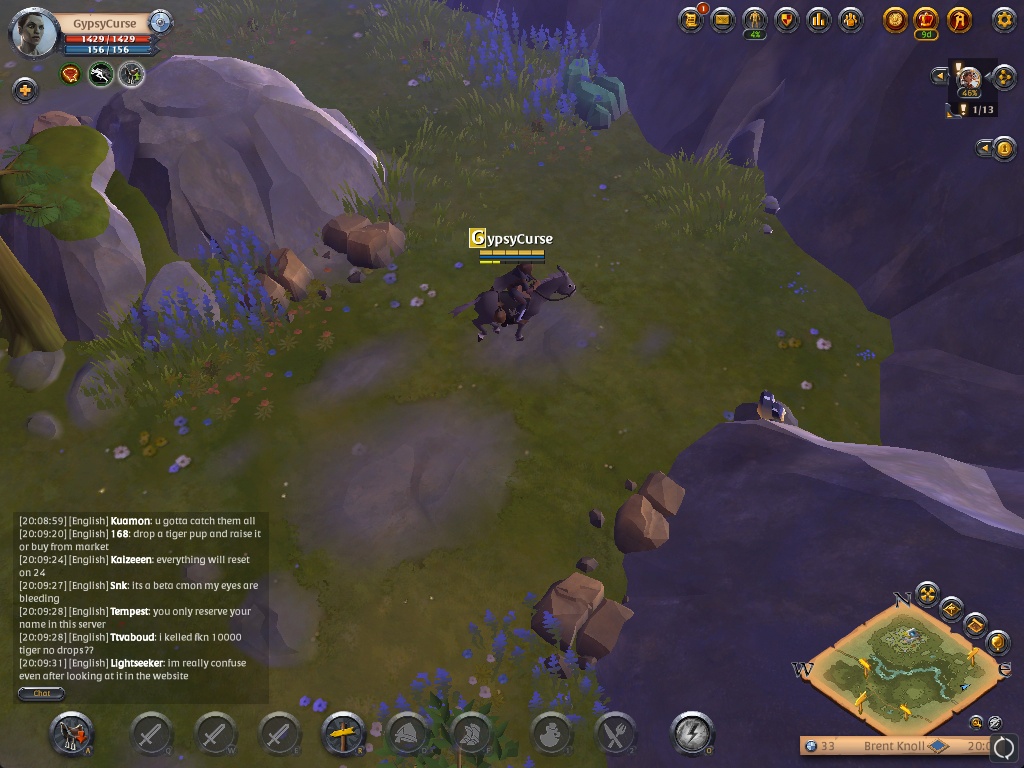 GypsyCurse
1429 / 1429
156 / 156
1
4%
9d
46%
1/13
1
GypsyCurse
[20:08:59] [English] Kuamon: u gotta catch them all
[20:09:20] [English] 168: drop a tiger pup and raise it
or buy from market
[20:09:24] [English] Kaizeeen: everything will reset
on 24
[20:09:27] [English] Snk: its a beta cmon my eyes are
bleeding
[20:09:28] [English] Tempest: you only reserve your
name in this server
[20:09:28] [English] Ttvaboud: i kelled fkn 10000
tiger no drops??
[20:09:31] [English] Lightseeker: im really confuse
even after looking at it in the website
Chat
N
W
E
A
Q
W
E
R
D
F
1
2
O
33 Brent Knoll